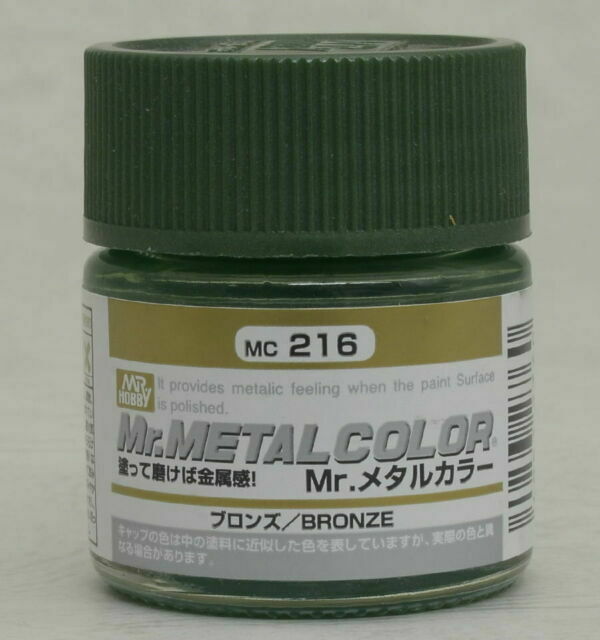 MC 216
MR HOBBY
It provides metalic feeling when the paint Surface
is polished.
Mr.METAL COLOR®
塗って磨けば金属感!
Mr.メタルカラー
ブロンズ/BRONZE
キャップの色は中の塗料に近似した色を表していますが、実際の色と異
なる場合があります。